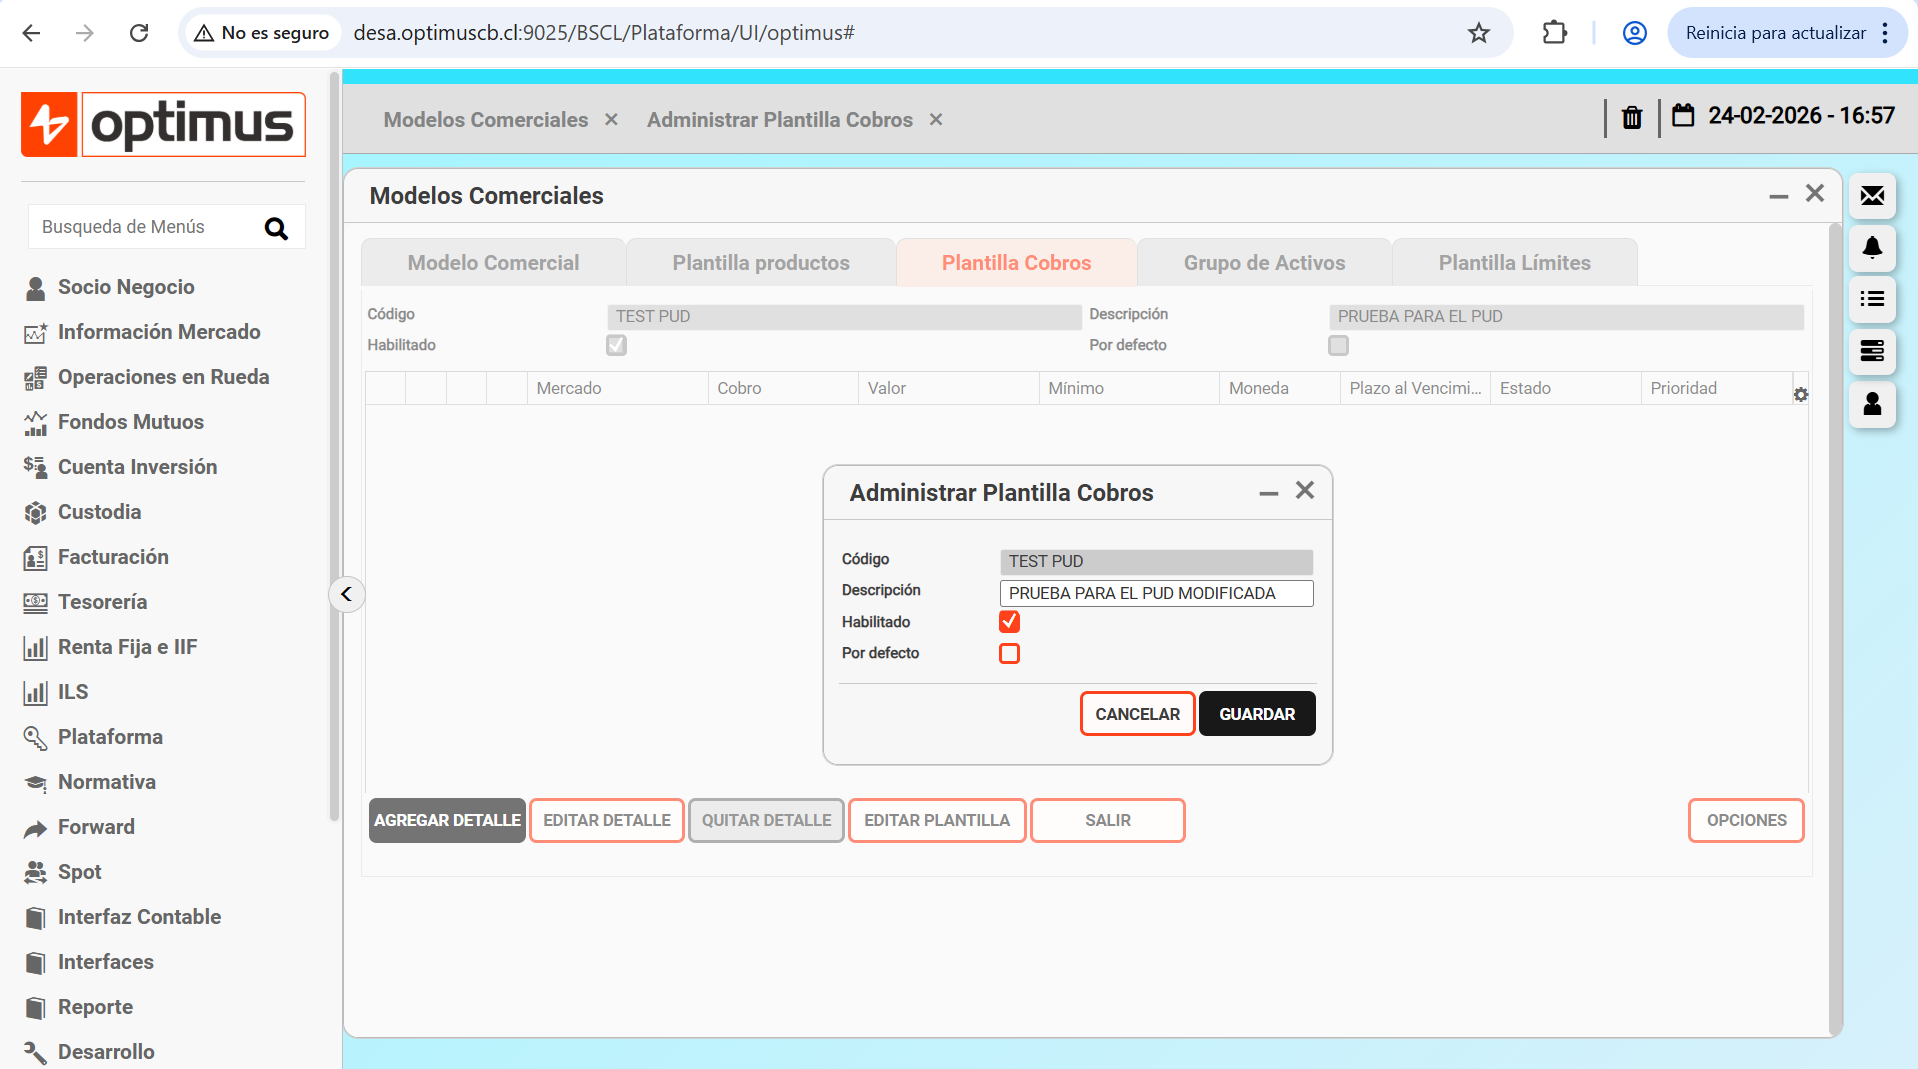 No es seguro
desa.optimuscb.cl:9025/BSCL/Plataforma/UI/optimus#
Reinicia para actualizar
optimus
Modelos Comerciales
Administrar Plantilla Cobros
24-02-2026 - 16:57
Busqueda de Menús
Socio Negocio
Información Mercado
Operaciones en Rueda
Fondos Mutuos
Cuenta Inversión
Custodia
Facturación
Tesorería
Renta Fija e IIF
ILS
Plataforma
Normativa
Forward
Spot
Interfaz Contable
Interfaces
Reporte
Desarrollo
Modelos Comerciales
Modelo Comercial
Plantilla productos
Plantilla Cobros
Grupo de Activos
Plantilla Límites
Código
TEST PUD
Descripción
PRUEBA PARA EL PUD
Habilitado
Por defecto
Mercado
Cobro
Valor
Mínimo
Moneda
Plazo al Vencimi...
Estado
Prioridad
Administrar Plantilla Cobros
Código
TEST PUD
Descripción
PRUEBA PARA EL PUD MODIFICADA
Habilitado
Por defecto
CANCELAR
GUARDAR
AGREGAR DETALLE
EDITAR DETALLE
QUITAR DETALLE
EDITAR PLANTILLA
SALIR
OPCIONES